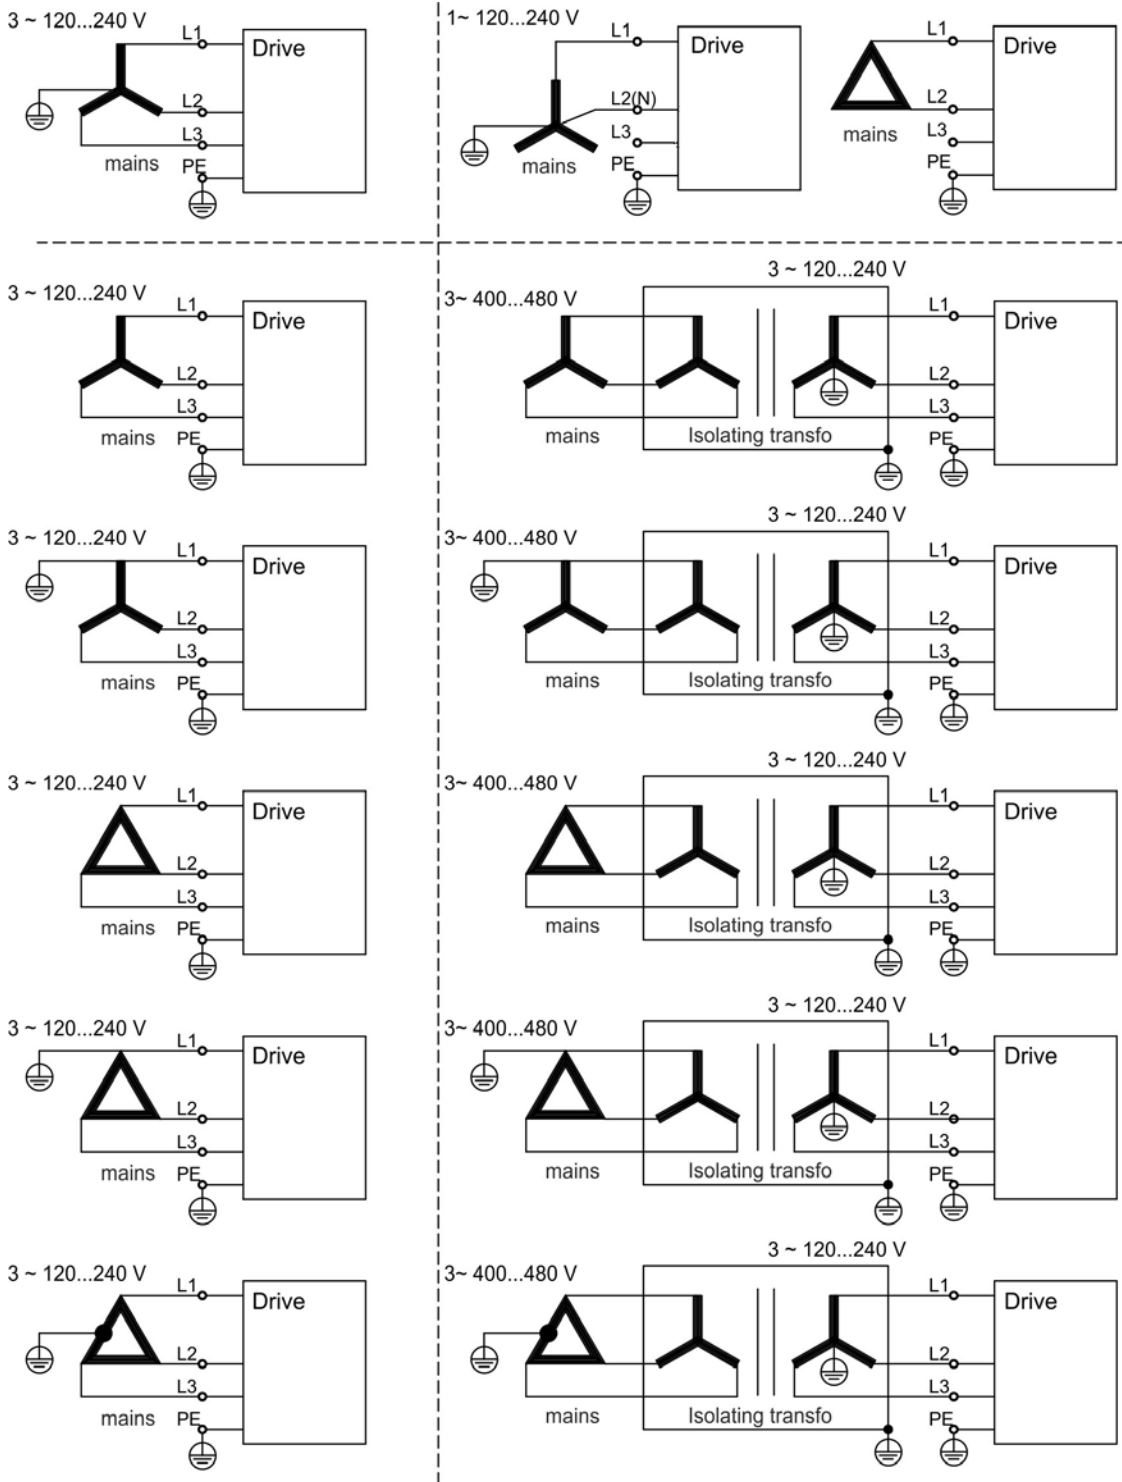 3 ~ 120...240 V
L1
Drive
L2
L3
mains
PE
1~ 120...240 V
L1
Drive
L2(N)
L3
mains
PE
L1
Drive
L2
mains
L3
PE
3 ~ 120...240 V
L1
Drive
L2
L3
mains
PE
3 ~ 120...240 V
3~ 400...480 V
L1
Drive
L2
L3
mains
Isolating transfo
PE
3 ~ 120...240 V
L1
Drive
L2
L3
mains
PE
3 ~ 120...240 V
3~ 400...480 V
L1
Drive
L2
L3
mains
Isolating transfo
PE
3 ~ 120...240 V
L1
Drive
L2
L3
mains
PE
3 ~ 120...240 V
3~ 400...480 V
L1
Drive
L2
L3
mains
Isolating transfo
PE
3 ~ 120...240 V
L1
Drive
L2
L3
mains
PE
3 ~ 120...240 V
3~ 400...480 V
L1
Drive
L2
L3
mains
Isolating transfo
PE
3 ~ 120...240 V
L1
Drive
L2
L3
mains
PE
3 ~ 120...240 V
3~ 400...480 V
L1
Drive
L2
L3
mains
Isolating transfo
PE